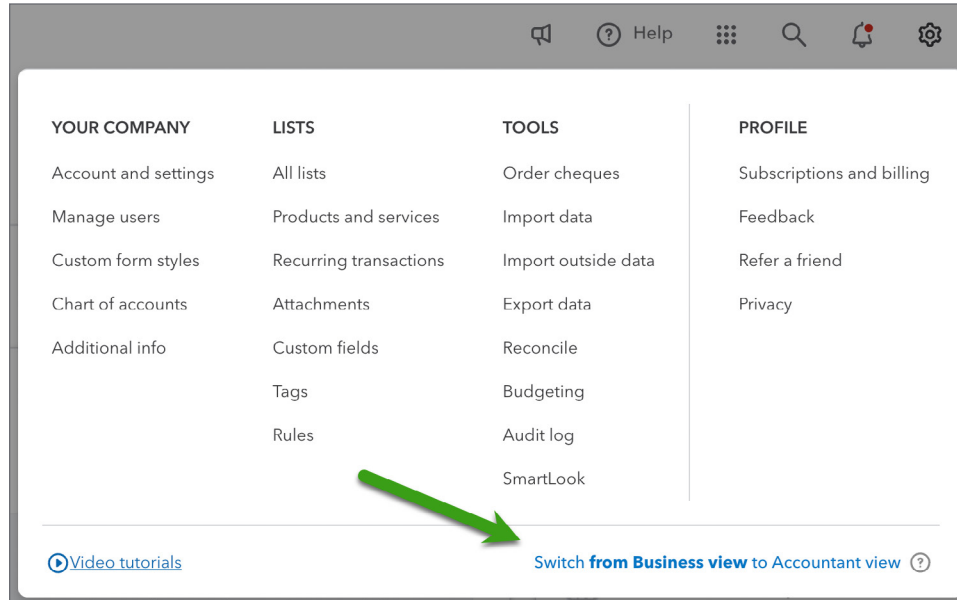 Help
YOUR COMPANY
Account and settings
Manage users
Custom form styles
Chart of accounts
Additional info
LISTS
All lists
Products and services
Recurring transactions
Attachments
Custom fields
Tags
Rules
TOOLS
Order cheques
Import data
Import outside data
Export data
Reconcile
Budgeting
Audit log
SmartLook
PROFILE
Subscriptions and billing
Feedback
Refer a friend
Privacy
Video tutorials
Switch from Business view to Accountant view